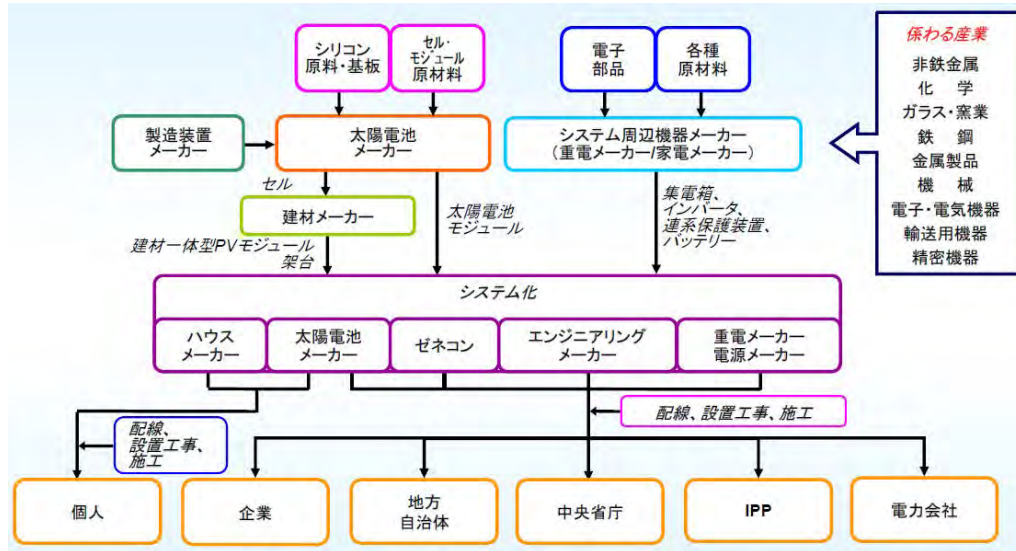 シリコン
原料・基板
セル・
モジュール
原材料
電子
部品
各種
原材料
係わる産業
非鉄金属
化 学
ガラス・窯業
鉄 鋼
金属製品
機 械
電子・電気機器
輸送用機器
精密機器
製造装置
メーカー
太陽電池
メーカー
システム周辺機器メーカー
（重電メーカー/家電メーカー）
セル
建材メーカー
太陽電池
モジュール
集電箱、
インバータ、
連系保護装置、
バッテリー
建材一体型PVモジュール
架台
システム化
ハウス
メーカー
太陽電池
メーカー
ゼネコン
エンジニアリング
メーカー
重電メーカー
電源メーカー
配線、設置工事、施工
配線、
設置工事、
施工
個人
企業
地方
自治体
中央省庁
IPP
電力会社